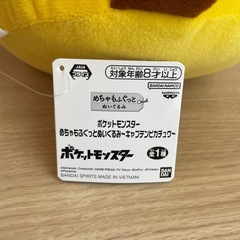 対象年齢8才以上
BANDAI NAMCO
めちゃもふぐっと
ぬいぐるみ
BANPRESTO
ポケットモンスター
めちゃもふぐっとぬいぐるみ~キャプテンピカチュウ~
ポケットモンスター
全1種
BANDAI SPIRITS MADE IN VIETNAM
BANDAI